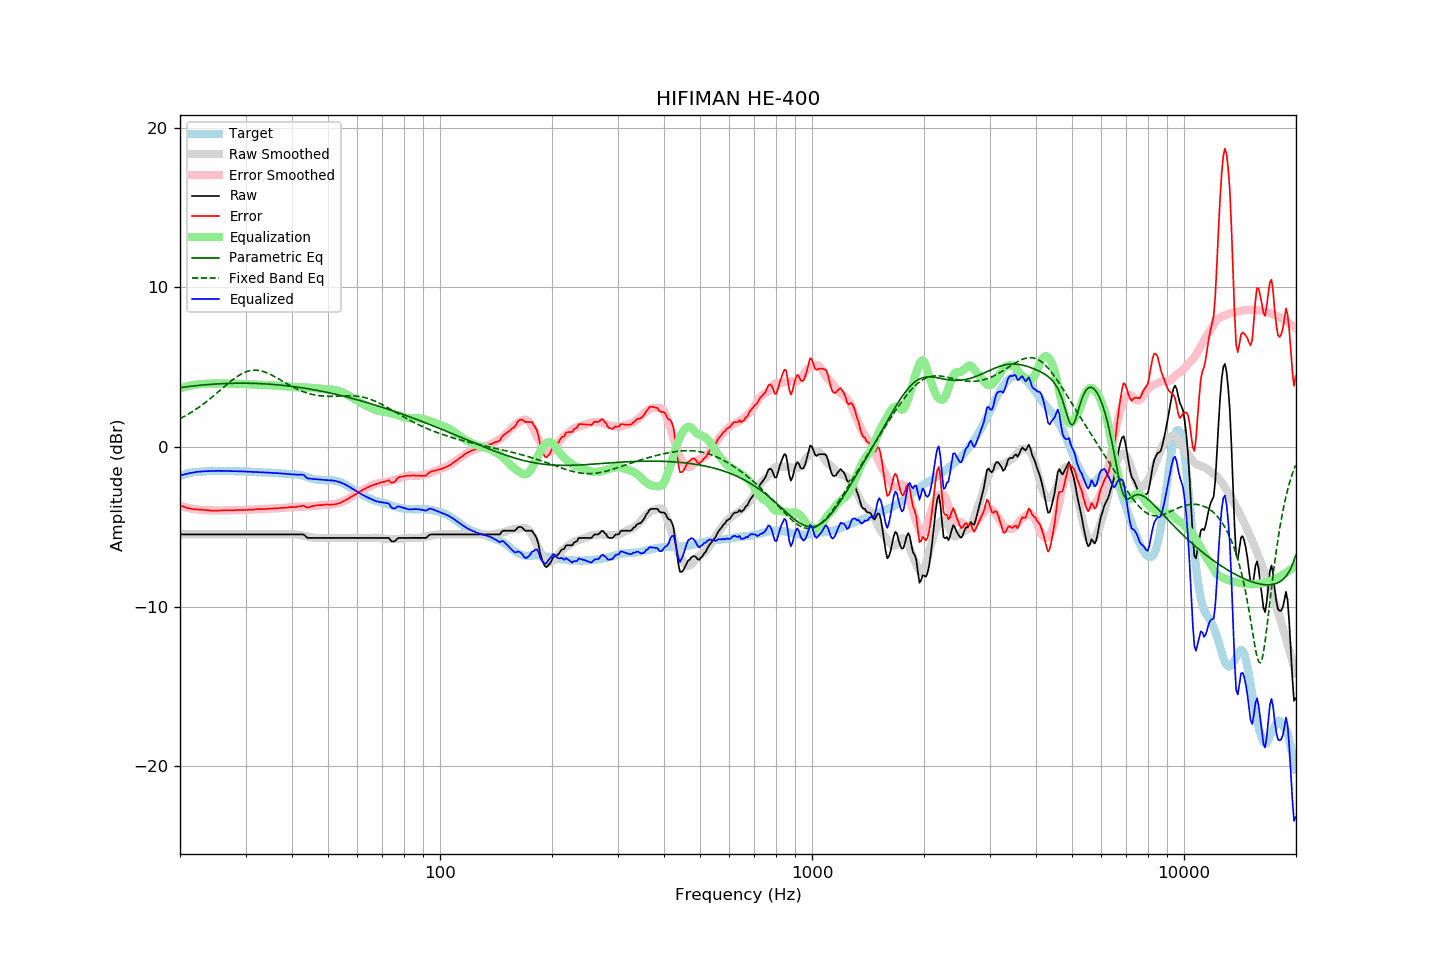 HIFIMAN HE-400
Target
Raw Smoothed
Error Smoothed
Raw
Error
Equalization
Parametric Eq
Fixed Band Eq
Equalized
20
10
0
−10
−20
Amplitude (dBr)
100
1000
10000
Frequency (Hz)